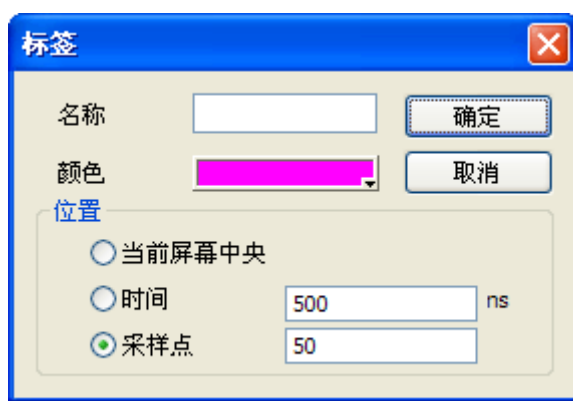 标签
名称
确定
颜色
取消
位置
当前屏幕中央
时间 500 ns
采样点 50